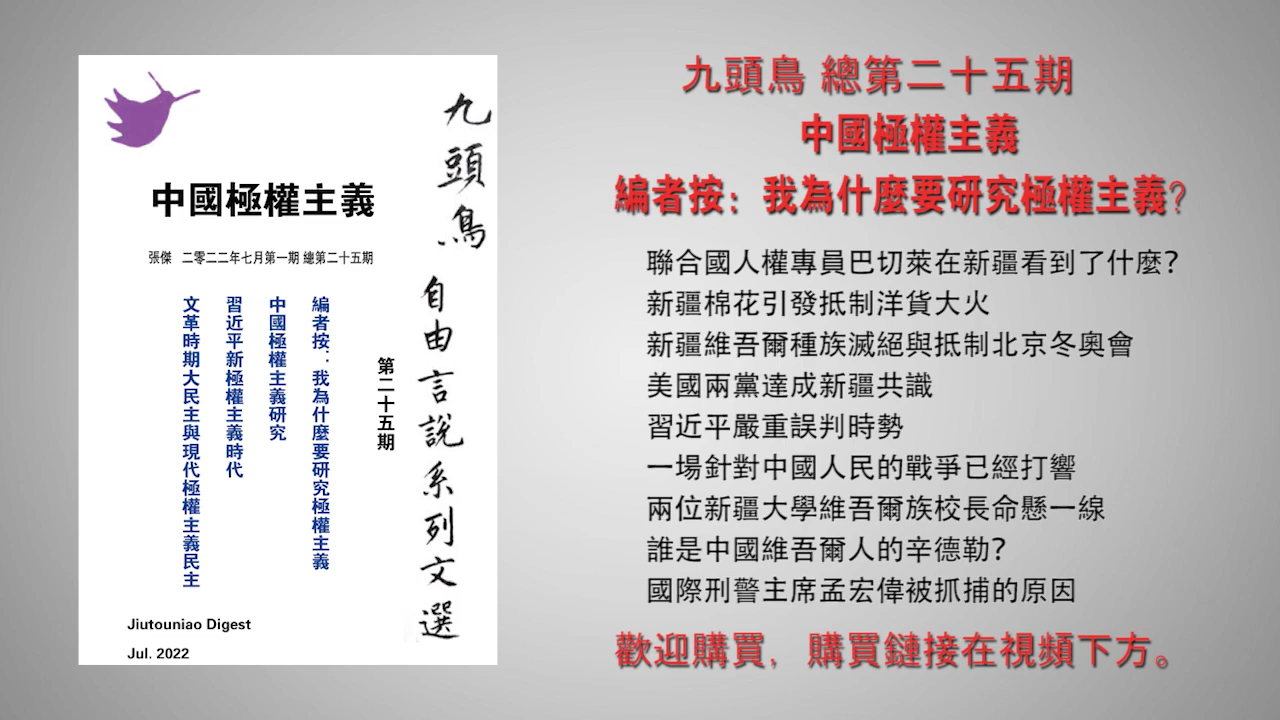 九頭鳥
自由言說系列文選
第二十五期
中國極權主義
張傑 二零二二年七月第一期 總第二十五期
編者按：我為什麼要研究極權主義
中國極權主義研究
習近平新極權主義時代
文革時期大民主與現代極權主義民主
Jiutouniao Digest
Jul. 2022
九頭鳥 總第二十五期
中國極權主義
編者按：我為什麼要研究極權主義?
聯合國人權專員巴切萊在新疆看到了什麼?
新疆棉花引發抵制洋貨大火
新疆維吾爾種族滅絕與抵制北京冬奧會
美國兩黨達成新疆共識
習近平嚴重誤判時勢
一場針對中國人民的戰爭已經打響
兩位新疆大學維吾爾族校長命懸一線
誰是中國維吾爾人的辛德勒?
國際刑警主席孟宏偉被抓捕的原因
歡迎購買，購買鏈接在視頻下方。